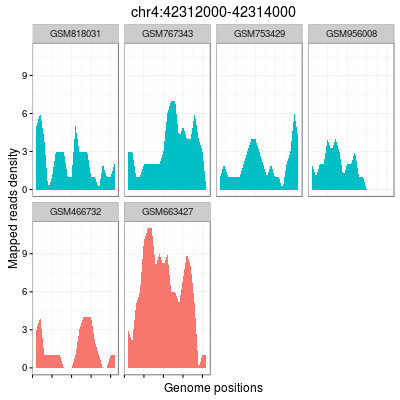 chr4:42312000-42314000
GSM818031 GSM767343 GSM753429 GSM956008
9
6
3
0
GSM466732 GSM663427
9
6
3
0
Mapped reads density
Genome positions